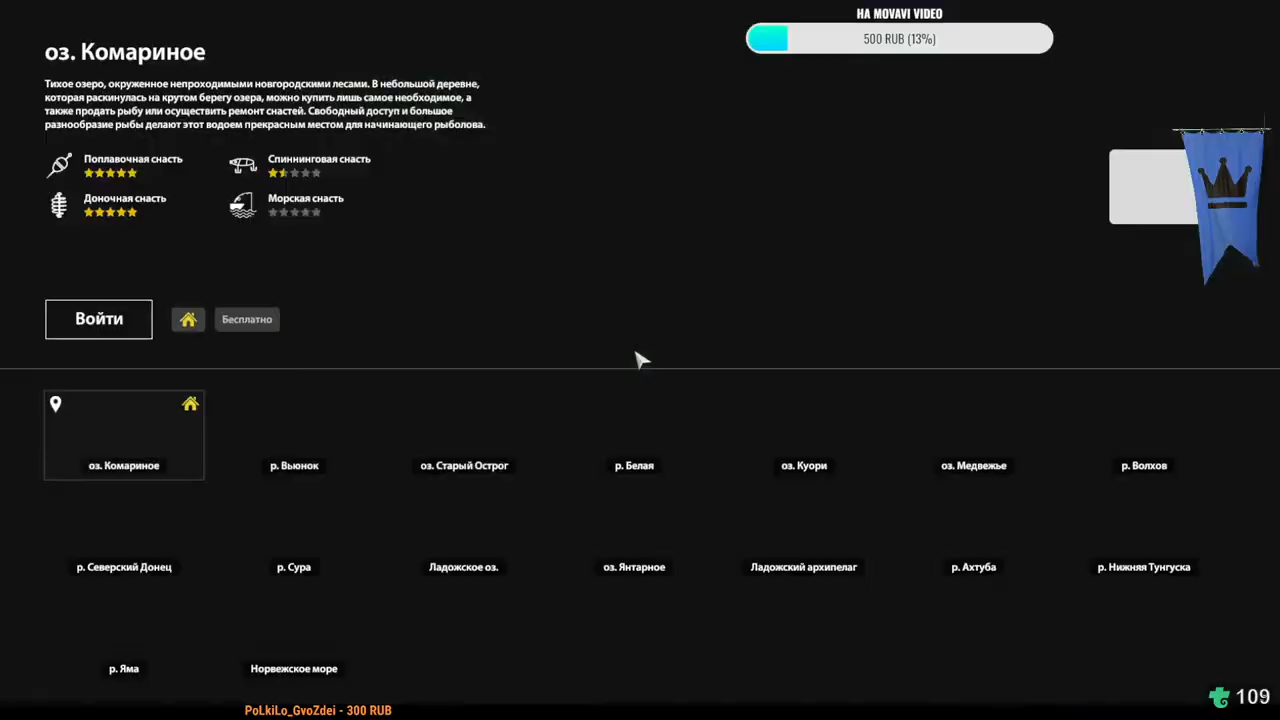 НА MOVAVI VIDEO
500 RUB (13%)
оз. Комариное
Тихое озеро, окруженное непроходимыми новгородскими лесами. В небольшой деревне,
которая раскинулась на крутом берегу озера, можно купить лишь самое необходимое, а
также продать рыбу или осуществить ремонт снастей. Свободный доступ и большое
разнообразие рыбы делают этот водоем прекрасным местом для начинающего рыболова.
Поплавочная снасть
Спиннинговая снасть
Доночная снасть
Морская снасть
Войти
Бесплатно
оз. Комариное
р. Вьюнок
оз. Старый Острог
р. Белая
оз. Куори
оз. Медвежье
р. Волхов
р. Северский Донец
р. Сура
Ладожское оз.
оз. Янтарное
Ладожский архипелаг
р. Ахтуба
р. Нижняя Тунгуска
р. Яма
Норвежское море
109
PoLkiLo_GvoZdei - 300 RUB